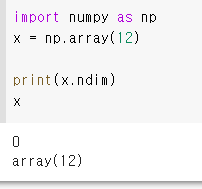 import numpy as np
x = np.array(12)
print(x.ndim)
x
0
array(12)